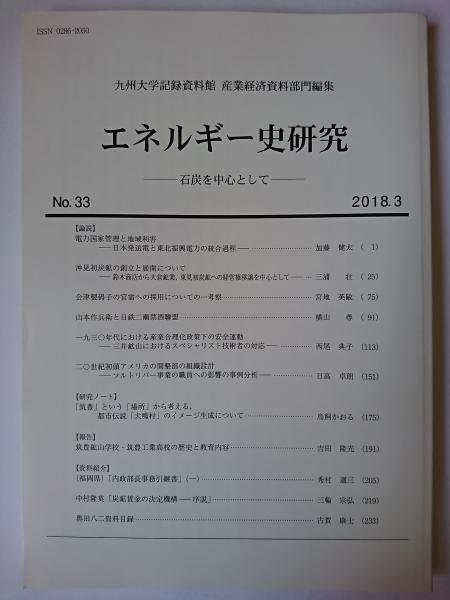 ISSN 0286-2050
九州大学記録資料館 産業経済資料部門編集
エネルギー史研究
——石炭を中心として——
No.33 2018.3
【論説】
電力国家管理と地域利害
——日本発送電と東北振興電力の統合過程——……………加藤 健太 ( 1)
沖見初炭鉱の創立と展開について
——鈴木商店から大倉鉱業、東見初炭鉱への経営権移譲を中心として——… 三浦 壮 ( 25)
会津製碍子の官需への採用についての一考察……………宮地 英敏 ( 75)
山本作兵衛と日鉄二瀬禁酒聯盟……………横山 尊 ( 91)
一九三〇年代における産業合理化政策下の安全運動
——三井鉱山におけるスペシャリスト技術者の対応——……………西尾 典子 (113)
二〇世紀初頭アメリカの開墾部の組織設計
——ソルトリバー事業の職員への影響の事例分析——……………日高 卓朗 (151)
【研究ノート】
「筑豊」という「場所」から考える、
都市伝説「犬鳴村」のイメージ生成について……………鳥飼かおる (175)
【報告】
筑豊鉱山学校・筑豊工業高校の歴史と教育内容……………吉田 隆光 (191)
【資料紹介】
(福岡県)「内政部長事務引継書」(一)……………秀村 選三 (205)
中村隆英「炭鉱賃金の決定機構——序説」……………三輪 宗弘 (219)
奥田八二資料目録……………古賀 康士 (233)